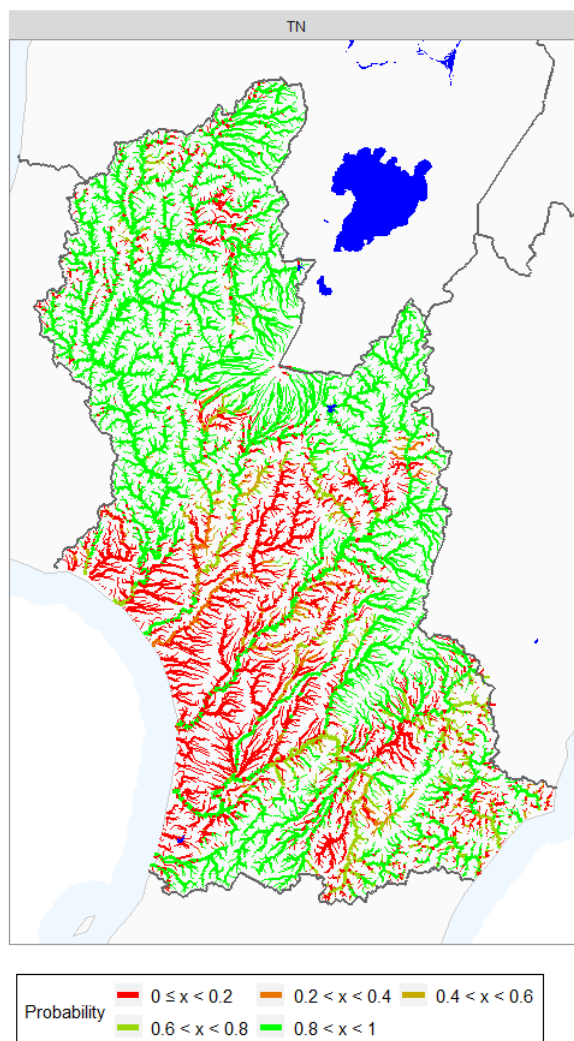 TN
Probability
0 ≤ x < 0.2
0.2 < x < 0.4
0.4 < x < 0.6
0.6 < x < 0.8
0.8 < x < 1